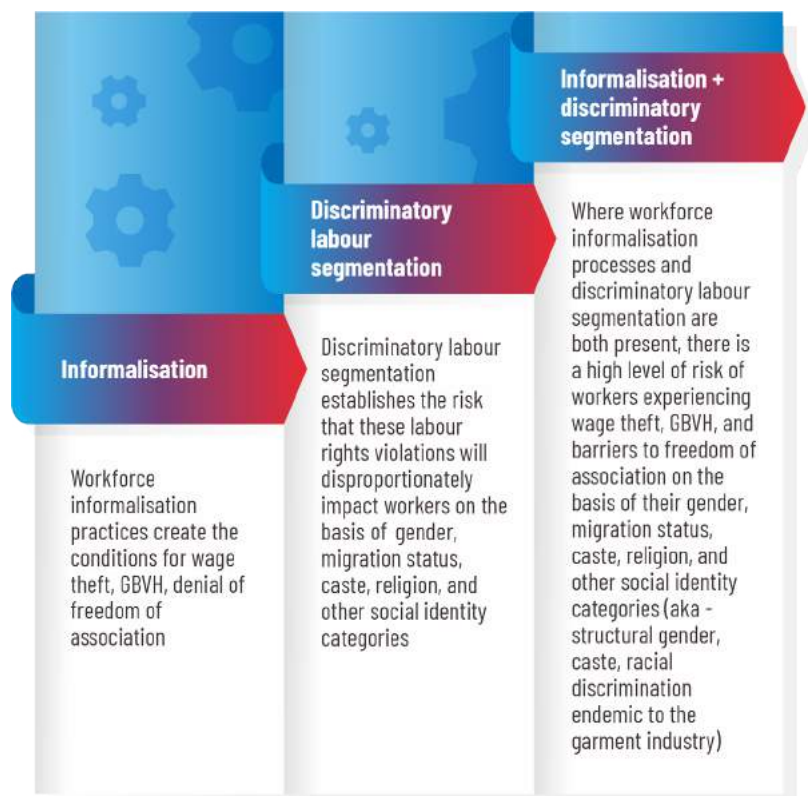 Informalisation
Workforce
informalisation
practices create the
conditions for wage
theft, GBVH, denial of
freedom of
association
Discriminatory
labour
segmentation
Discriminatory labour
segmentation
establishes the risk
that these labour
rights violations will
disproportionately
impact workers on the
basis of gender,
migration status,
caste, religion, and
other social identity
categories
Informalisation +
discriminatory
segmentation
Where workforce
informalisation
processes and
discriminatory labour
segmentation are
both present, there is
a high level of risk of
workers experiencing
wage theft, GBVH, and
barriers to freedom of
association on the
basis of their gender,
migration status,
caste, religion, and
other social identity
categories (aka -
structural gender,
caste, racial
discrimination
endemic to the
garment industry)